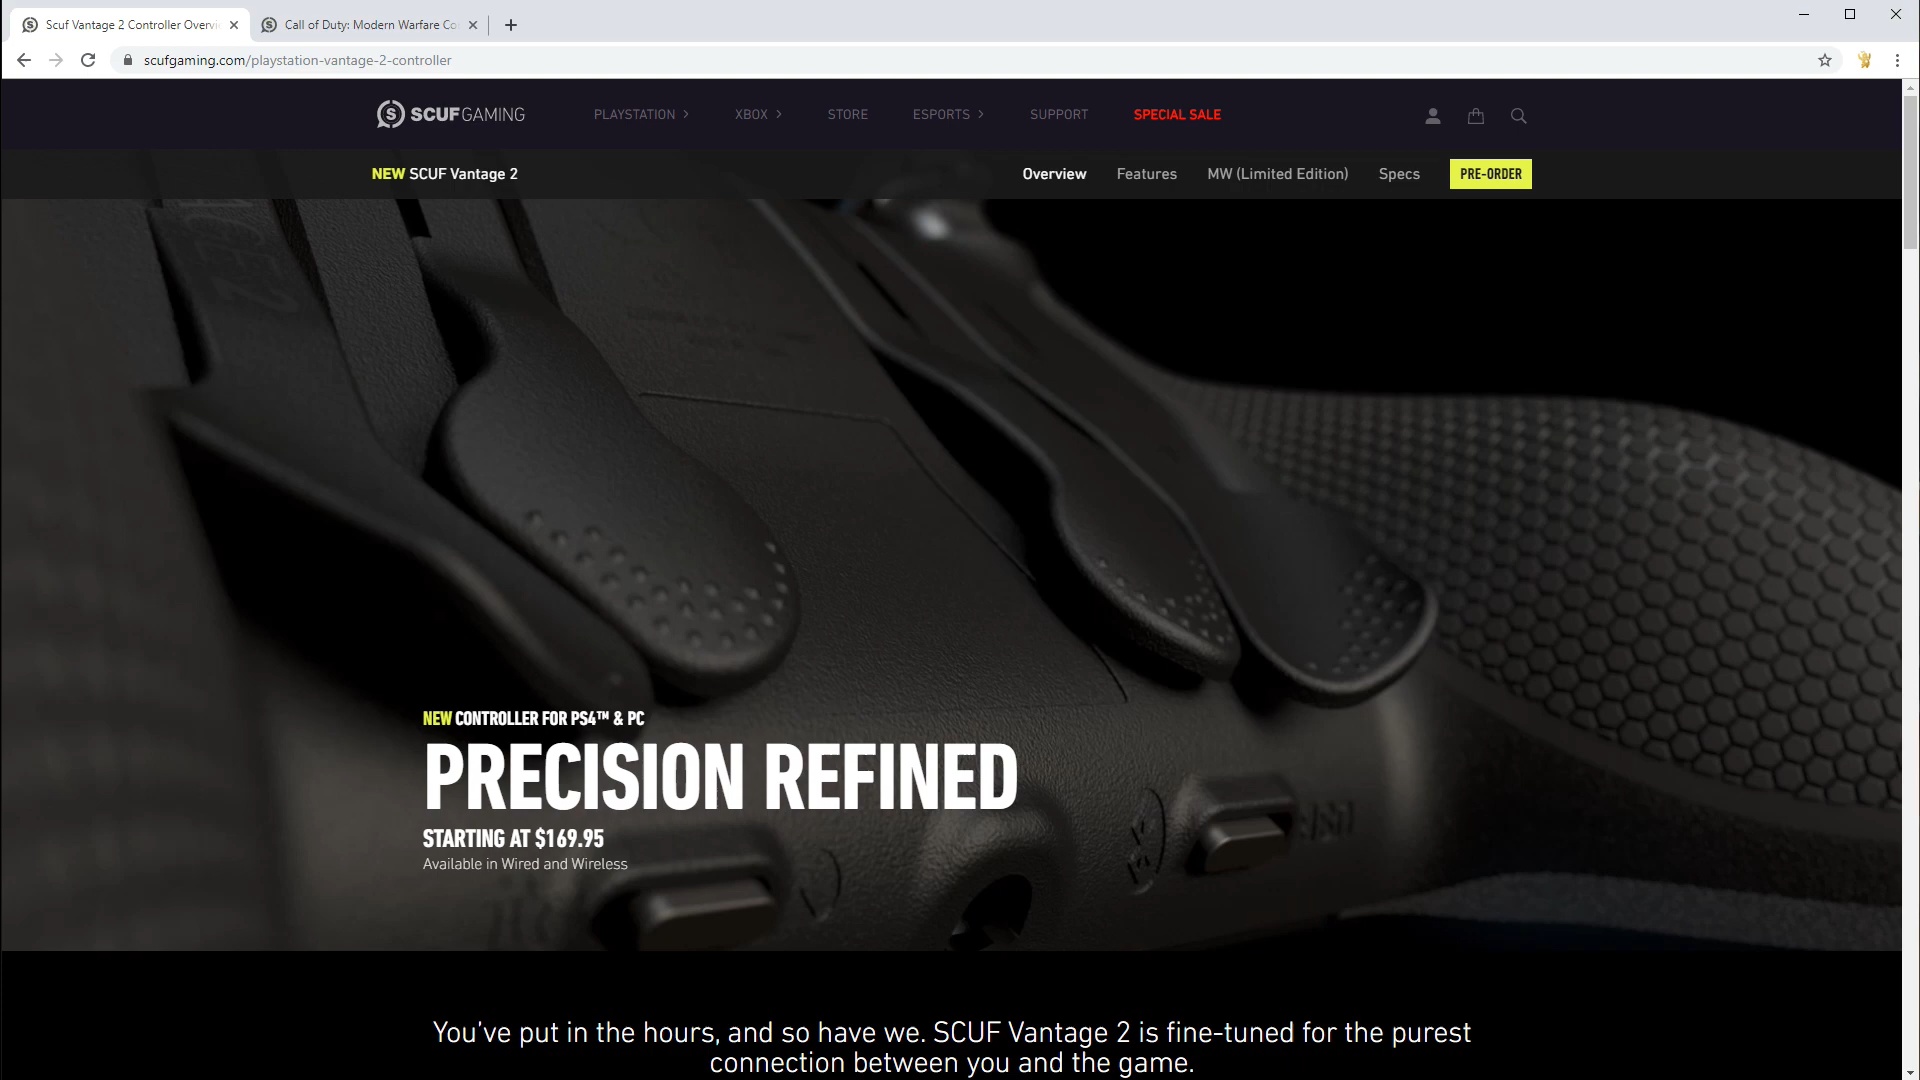 Scuf Vantage 2 Controller Overvi
Call of Duty: Modern Warfare Co
scufgaming.com/playstation-vantage-2-controller
SCUFGAMING
PLAYSTATION
XBOX
STORE
ESPORTS
SUPPORT
SPECIAL SALE
NEW SCUF Vantage 2
Overview
Features
MW (Limited Edition)
Specs
PRE-ORDER
NEW CONTROLLER FOR PS4™ & PC
PRECISION REFINED
STARTING AT $169.95
Available in Wired and Wireless
You've put in the hours, and so have we. SCUF Vantage 2 is fine-tuned for the purest
connection between you and the game.